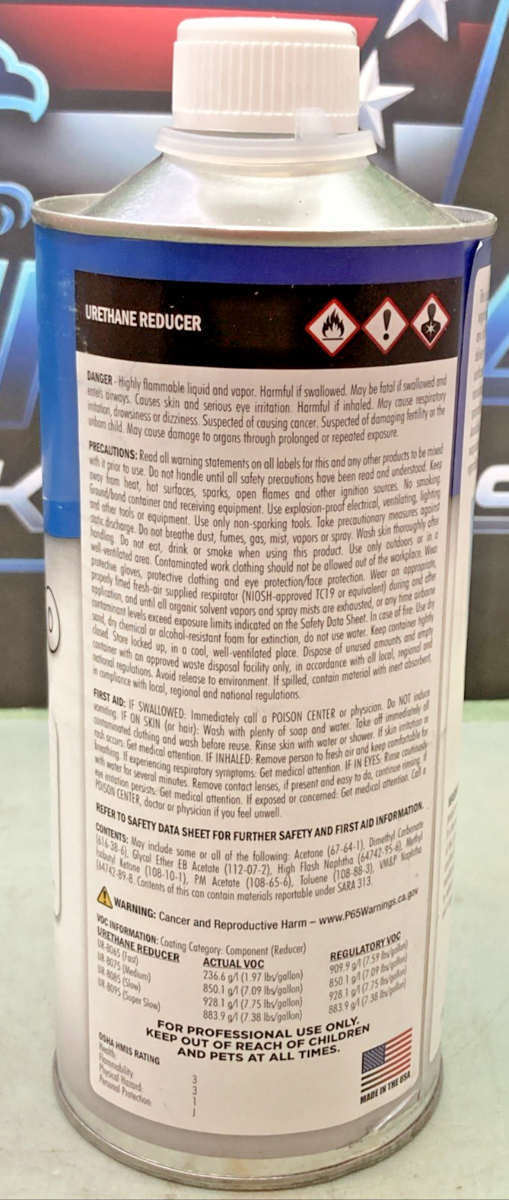 URETHANE REDUCER
DANGER - Highly flammable liquid and vapor. Harmful if swallowed. May be fatal if swallowed and
enters airways. Causes skin and serious eye irritation. Harmful if inhaled. May cause respiratory
irritation, drowsiness or dizziness. Suspected of causing cancer. Suspected of damaging fertility or the
unborn child. May cause damage to organs through prolonged or repeated exposure.
PRECAUTIONS: Read all warning statements on all labels for this and any other products to be mixed
with it prior to use. Do not handle until all safety precautions have been read and understood. Keep
away from heat, hot surfaces, sparks, open flames and other ignition sources. No smoking.
Ground/bond container and receiving equipment. Use explosion-proof electrical, ventilating, lighting
and other tools or equipment. Use only non-sparking tools. Take precautionary measures against
static discharge. Do not breathe dust, fumes, gas, mist, vapors or spray. Wash skin thoroughly after
handling. Do not eat, drink or smoke when using this product. Use only outdoors or in a
well-ventilated area. Contaminated work clothing should not be allowed out of the workplace. Wear
protective gloves, protective clothing and eye protection/face protection. Wear an appropriate,
properly fitted fresh-air supplied respirator (NIOSH-approved TC19 or equivalent) during and after
application, and until all organic solvent vapors and spray mists are exhausted, or any time airborne
contaminant levels exceed exposure limits indicated on the Safety Data Sheet. In case of fire: Use dry
sand, dry chemical or alcohol-resistant foam for extinction, do not use water. Keep container tightly
closed. Store locked up, in a cool, well-ventilated place. Dispose of unused amounts and empty
container with an approved waste disposal facility only, in accordance with all local, regional and
national regulations. Avoid release to environment. If spilled, contain material with inert absorbent,
in compliance with local, regional and national regulations.
FIRST AID: IF SWALLOWED: Immediately call a POISON CENTER or physician. Do NOT induce
vomiting. IF ON SKIN (or hair): Wash with plenty of soap and water. Take off immediately all
contaminated clothing and wash before reuse. Rinse skin with water or shower. If skin irritation or
rash occurs: Get medical attention. IF INHALED: Remove person to fresh air and keep comfortable for
breathing. If experiencing respiratory symptoms: Get medical attention. IF IN EYES: Rinse cautiously
with water for several minutes. Remove contact lenses, if present and easy to do, continue rinsing. If
eye irritation persists: Get medical attention. If exposed or concerned: Get medical attention. Call a
POISON CENTER, doctor or physician if you feel unwell.
REFER TO SAFETY DATA SHEET FOR FURTHER SAFETY AND FIRST AID INFORMATION.
CONTENTS: May include some or all of the following: Acetone (67-64-1), Dimethyl Carbonate
(616-38-6), Glycol Ether EB Acetate (112-07-2), High Flash Naphtha (64742-95-6), Methyl
Isobutyl Ketone (108-10-1), PM Acetate (108-65-6), Toluene (108-88-3), VM&P Naphtha
(64742-89-8. Contents of this can contain materials reportable under SARA 313.
WARNING: Cancer and Reproductive Harm – www.P65Warnings.ca.gov
VOC INFORMATION: Coating Category: Component (Reducer)
URETHANE REDUCER ACTUAL VOC REGULATORY VOC
UR-8065 (Fast) 236.6 g/l (1.97 lbs/gallon) 909.9 g/l (7.59 lbs/gallon)
UR-8075 (Medium) 850.1 g/l (7.09 lbs/gallon) 850.1 g/l (7.09 lbs/gallon)
UR-8085 (Slow) 928.1 g/l (7.75 lbs/gallon) 928.1 g/l (7.75 lbs/gallon)
UR-8095 (Super Slow) 883.9 g/l (7.38 lbs/gallon) 883.9 g/l (7.38 lbs/gallon)
FOR PROFESSIONAL USE ONLY.
KEEP OUT OF REACH OF CHILDREN
AND PETS AT ALL TIMES.
OSHA HMIS RATING
Health: 3
Flammability: 3
Physical Hazard: 1
Personal Protection: J
MADE IN THE USA